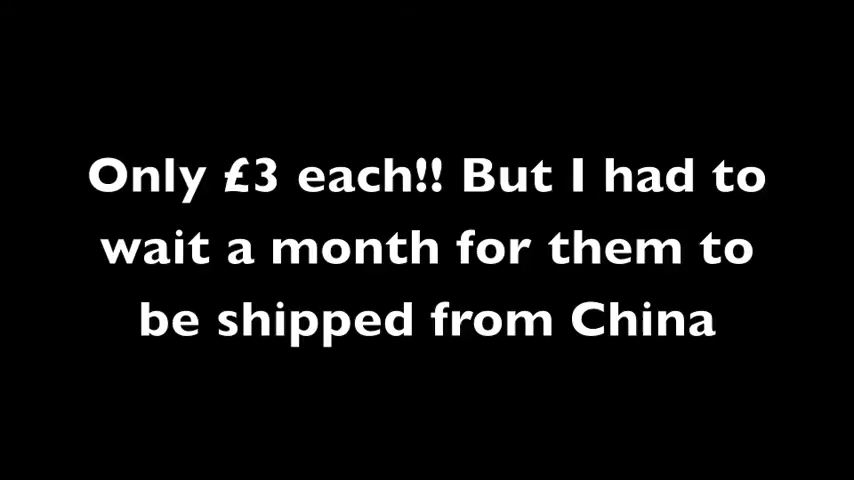 Only £3 each!! But I had to
wait a month for them to
be shipped from China